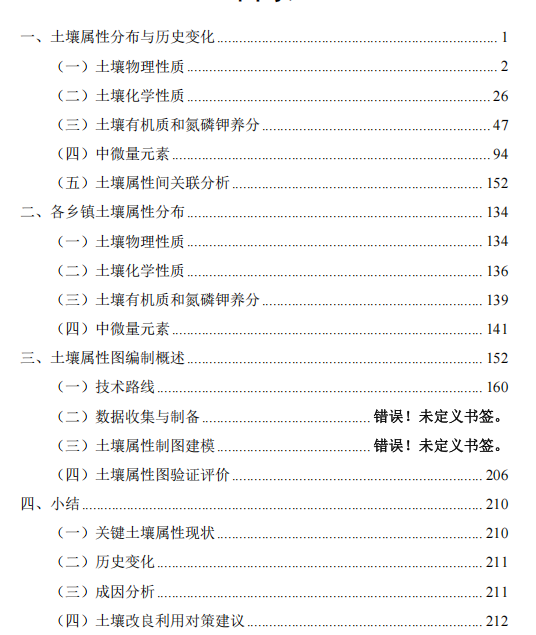 一、土壤属性分布与历史变化........................................1
（一）土壤物理性质........................................2
（二）土壤化学性质........................................26
（三）土壤有机质和氮磷钾养分........................................47
（四）中微量元素........................................94
（五）土壤属性间关联分析........................................152
二、各乡镇土壤属性分布........................................134
（一）土壤物理性质........................................134
（二）土壤化学性质........................................136
（三）土壤有机质和氮磷钾养分........................................139
（四）中微量元素........................................141
三、土壤属性图编制概述........................................152
（一）技术路线........................................160
（二）数据收集与制备........................................错误！未定义书签。
（三）土壤属性制图建模........................................错误！未定义书签。
（四）土壤属性图验证评价........................................206
四、小结........................................210
（一）关键土壤属性现状........................................210
（二）历史变化........................................211
（三）成因分析........................................211
（四）土壤改良利用对策建议........................................212